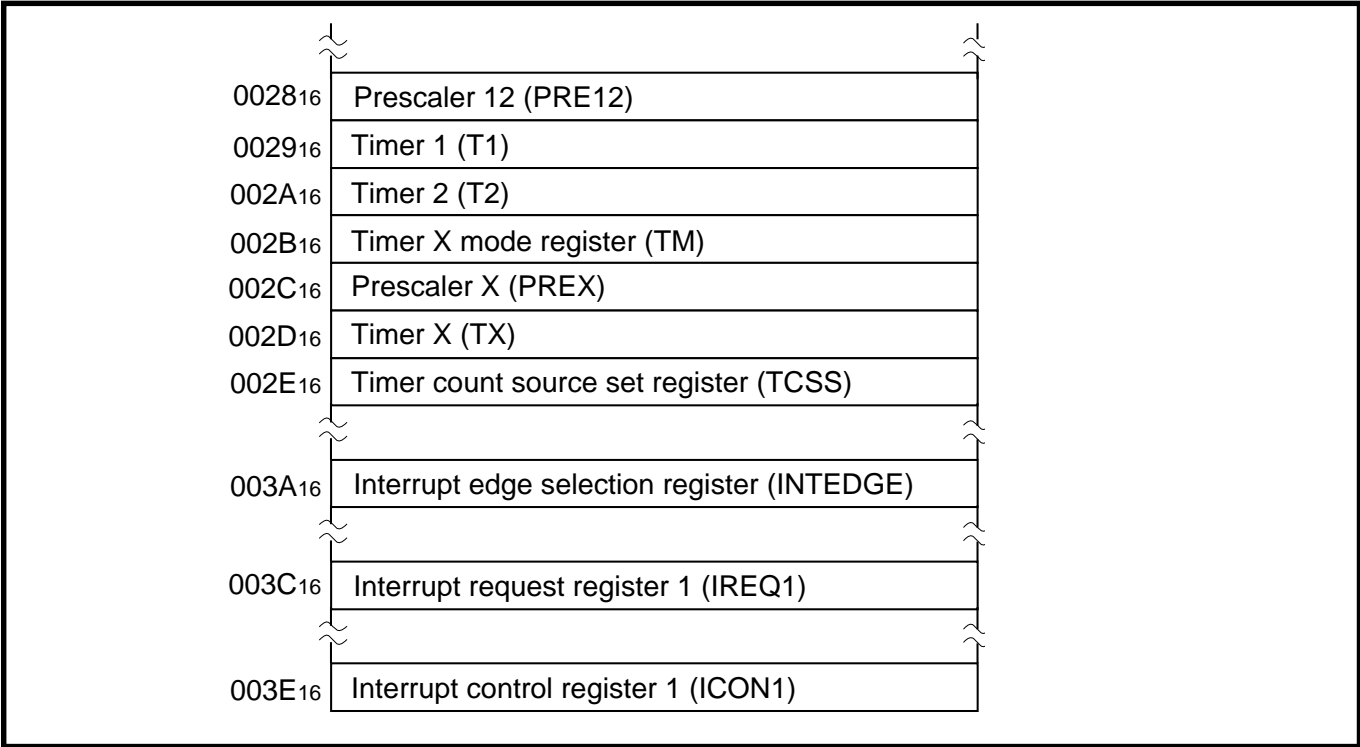 0028₁₆ Prescaler 12 (PRE12)
0029₁₆ Timer 1 (T1)
002A₁₆ Timer 2 (T2)
002B₁₆ Timer X mode register (TM)
002C₁₆ Prescaler X (PREX)
002D₁₆ Timer X (TX)
002E₁₆ Timer count source set register (TCSS)
003A₁₆ Interrupt edge selection register (INTEDGE)
003C₁₆ Interrupt request register 1 (IREQ1)
003E₁₆ Interrupt control register 1 (ICON1)